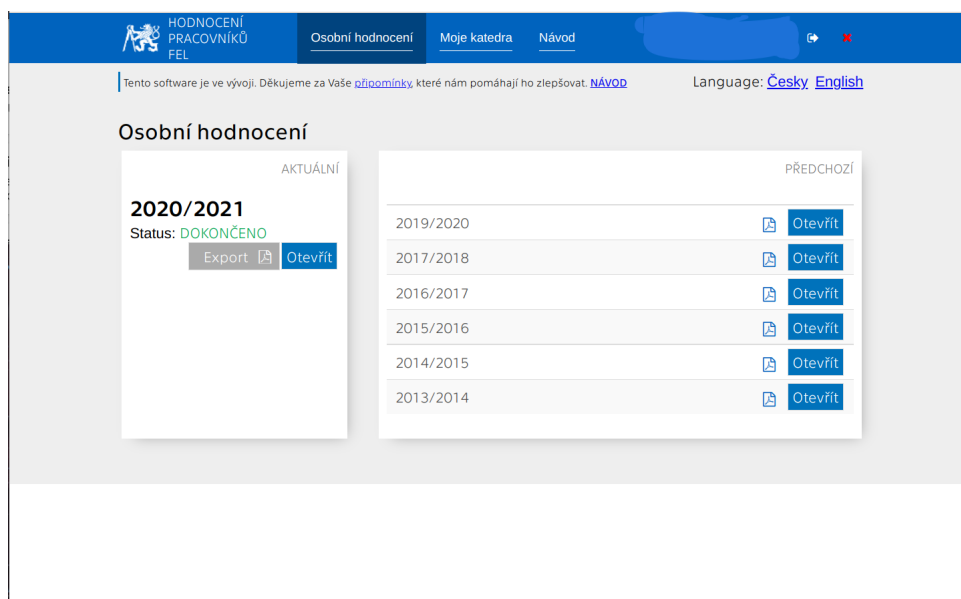 HODNOCENÍ
PRACOVNÍKŮ
FEL
Osobní hodnocení
Moje katedra
Návod
Tento software je ve vývoji. Děkujeme za Vaše připomínky, které nám pomáhají ho zlepšovat. NÁVOD
Language: Česky English
Osobní hodnocení
AKTUÁLNÍ
2020/2021
Status: DOKONČENO
Export Otevřít
PŘEDCHOZÍ
2019/2020 Otevřít
2017/2018 Otevřít
2016/2017 Otevřít
2015/2016 Otevřít
2014/2015 Otevřít
2013/2014 Otevřít